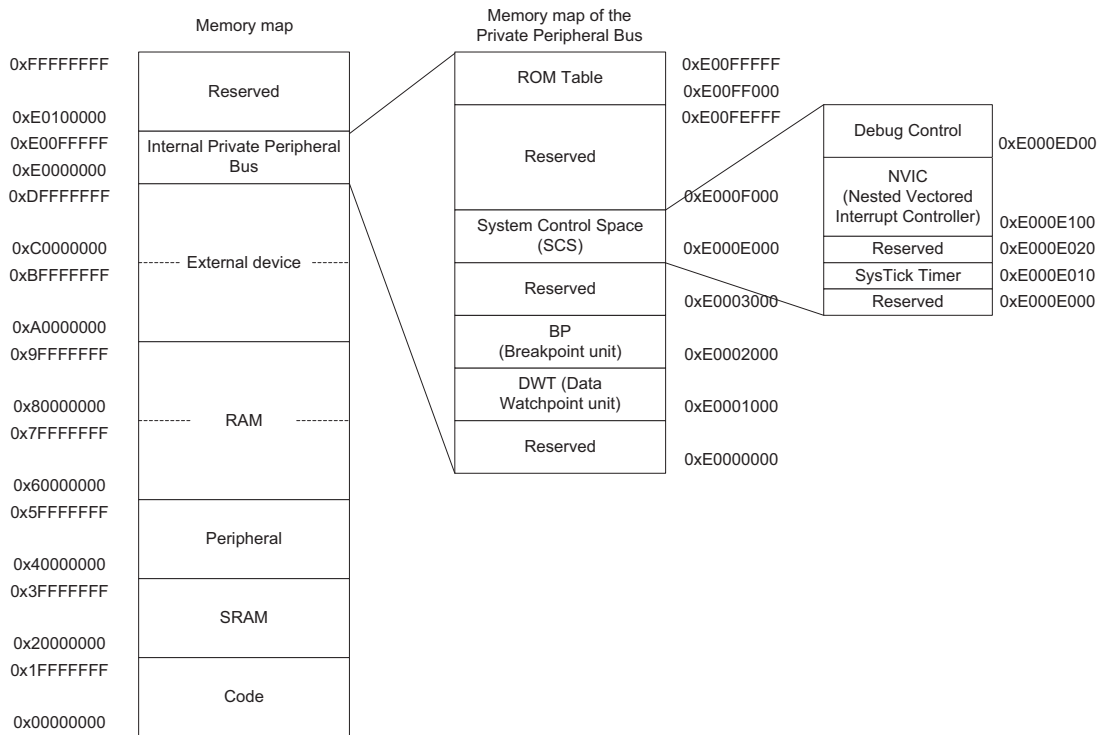 Memory map
0xFFFFFFFF
Reserved
0xE0100000
0xE00FFFFF
Internal Private Peripheral
Bus
0xE0000000
0xDFFFFFFF
0xC0000000
External device
0xBFFFFFFF
0xA0000000
0x9FFFFFFF
0x80000000
RAM
0x7FFFFFFF
0x60000000
0x5FFFFFFF
Peripheral
0x40000000
0x3FFFFFFF
SRAM
0x20000000
0x1FFFFFFF
Code
0x00000000
Memory map of the
Private Peripheral Bus
0xE00FFFFF
ROM Table
0xE00FF000
0xE00FEFFF
Reserved
0xE000F000
System Control Space
(SCS)
0xE000E000
Reserved
0xE0003000
BP
(Breakpoint unit)
0xE0002000
DWT (Data
Watchpoint unit)
0xE0001000
Reserved
0xE0000000
Debug Control
0xE000ED00
NVIC
(Nested Vectored
Interrupt Controller)
0xE000E100
Reserved
0xE000E020
SysTick Timer
0xE000E010
Reserved
0xE000E000